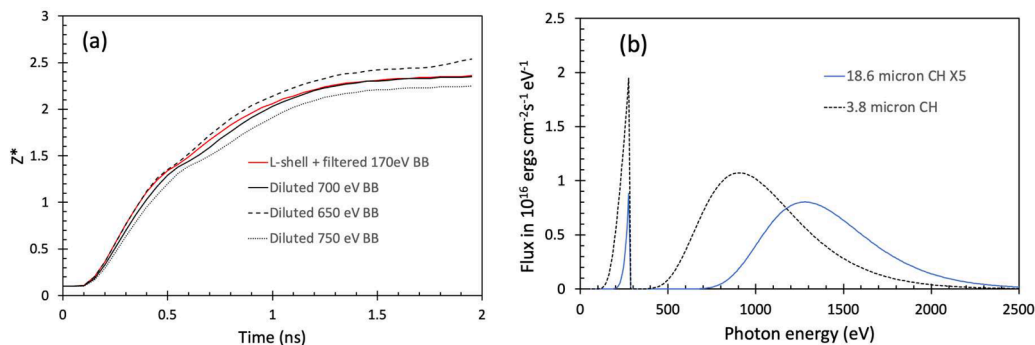 (a)
3
2.5
2
1.5
1
0.5
0
Z*
L-shell + filtered 170eV BB
Diluted 700 eV BB
Diluted 650 eV BB
Diluted 750 eV BB
0 0.5 1 1.5 2
Time (ns)
(b)
2.5
2
1.5
1
0.5
0
Flux in 10¹⁶ ergs cm⁻²s⁻¹ eV⁻¹
18.6 micron CH X5
3.8 micron CH
0 500 1000 1500 2000 2500
Photon energy (eV)